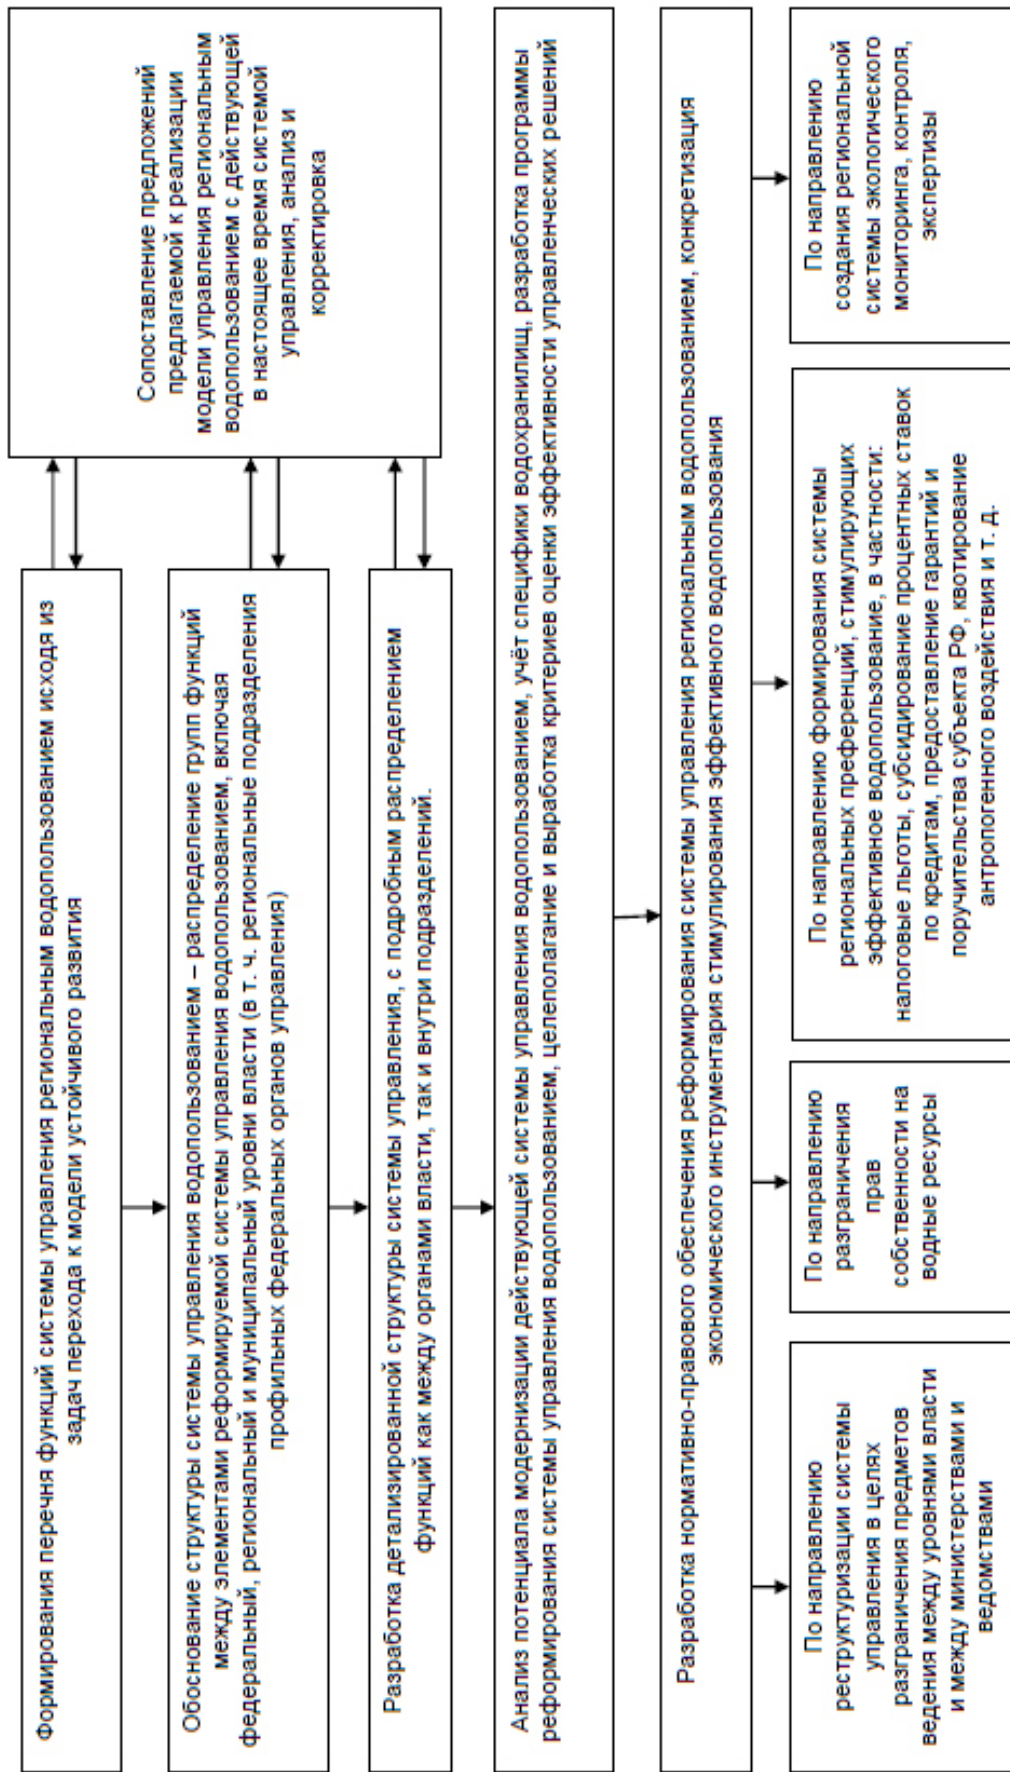 Формирования перечня функций системы управления региональным водопользованием исходя из
задач перехода к модели устойчивого развития
Сопоставление предложений
предлагаемой к реализации
модели управления региональным
водопользованием с действующей
в настоящее время системой
управления, анализ и
корректировка
Обоснование структуры системы управления водопользованием – распределение групп функций
между элементами реформируемой системы управления водопользованием, включая
федеральный, региональный и муниципальный уровни власти (в т. ч. региональные подразделения
профильных федеральных органов управления)
Разработка детализированной структуры системы управления, с подробным распределением
функций как между органами власти, так и внутри подразделений.
Анализ потенциала модернизации действующей системы управления водопользованием, учёт специфики водохранилищ, разработка программы
реформирования системы управления водопользованием, целеполагание и выработка критериев оценки эффективности управленческих решений
Разработка нормативно-правового обеспечения реформирования системы управления региональным водопользованием, конкретизация
экономического инструментария стимулирования эффективного водопользования
По направлению
реструктуризации системы
управления в целях
разграничения предметов
ведения между уровнями власти
и между министерствами и
ведомствами
По направлению
разграничения
прав
собственности на
водные ресурсы
По направлению формирования системы
региональных преференций, стимулирующих
эффективное водопользование, в частности:
налоговые льготы, субсидирование процентных ставок
по кредитам, предоставление гарантий и
поручительства субъекта РФ, квотирование
антропогенного воздействия и т. д.
По направлению
создания региональной
системы экологического
мониторинга, контроля,
экспертизы